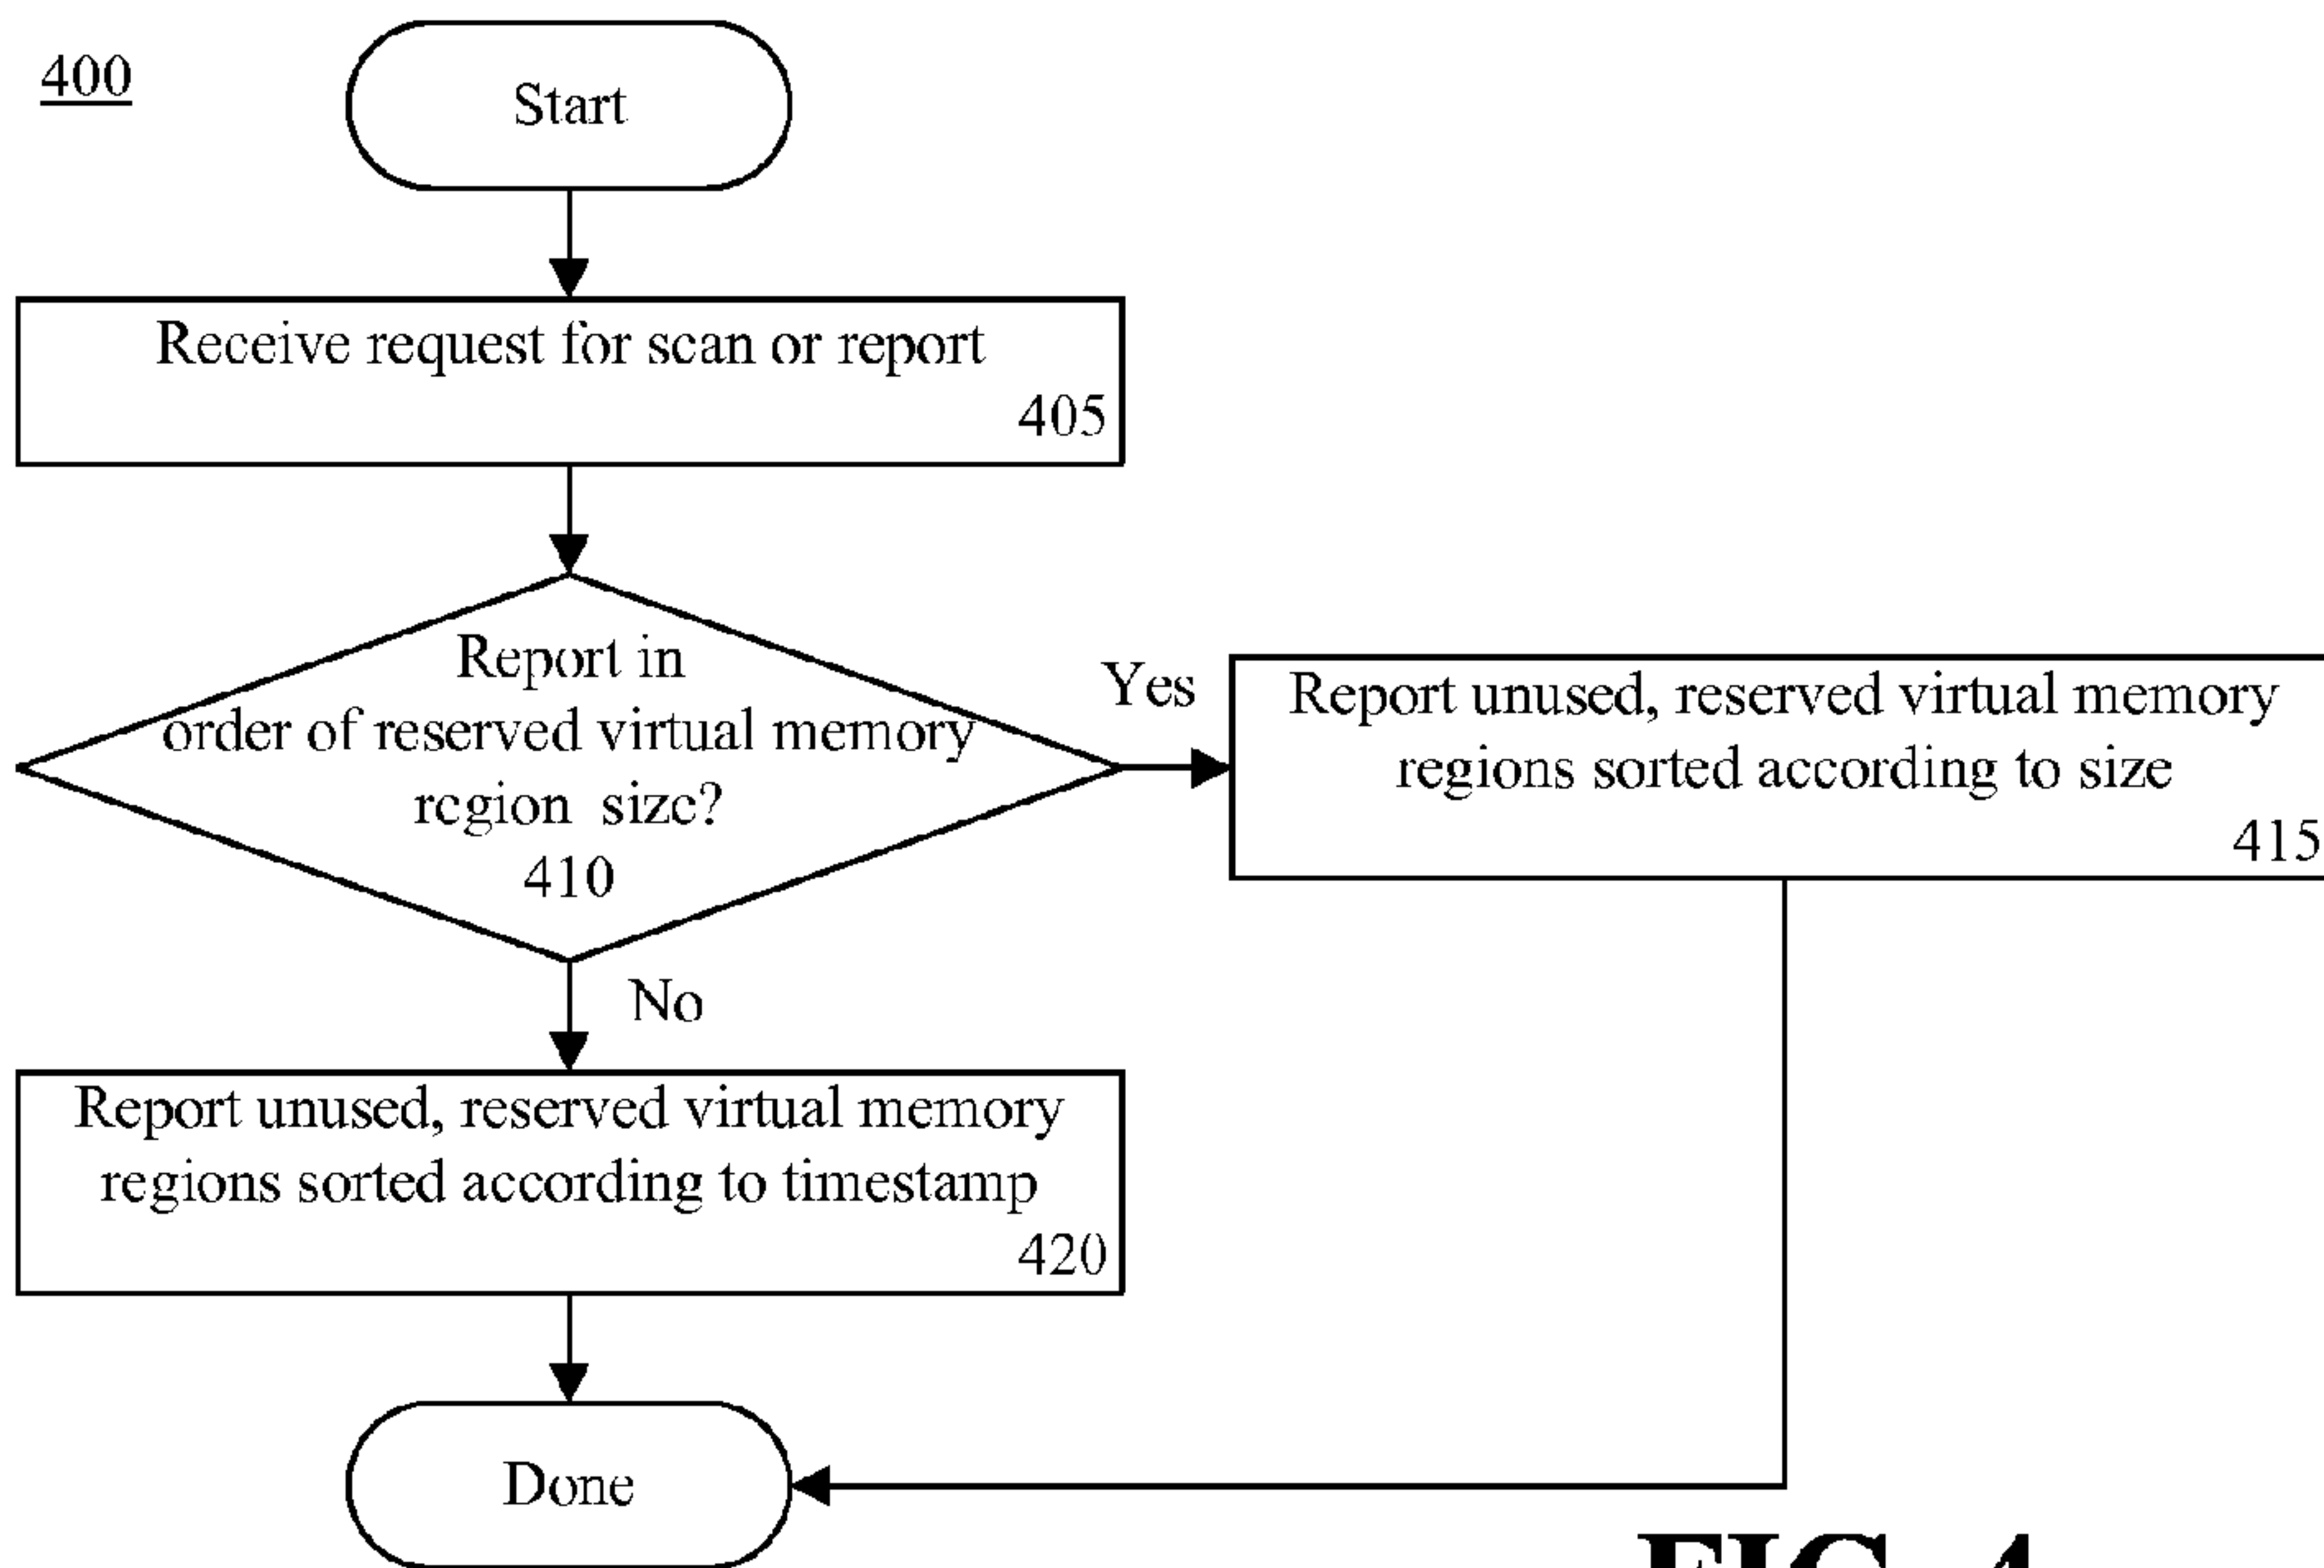 400
Start
Receive request for scan or report
405
Report in
order of reserved virtual memory
region size?
410
Yes
Report unused, reserved virtual memory
regions sorted according to size
415
No
Report unused, reserved virtual memory
regions sorted according to timestamp
420
Done
FIG. 4